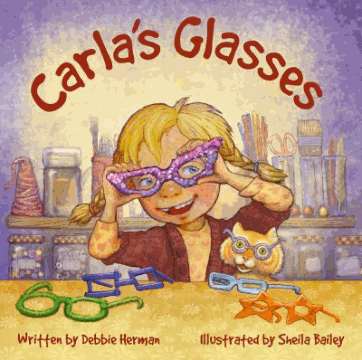 Carla's Glasses
Written by Debbie Herman
Illustrated by Sheila Bailey